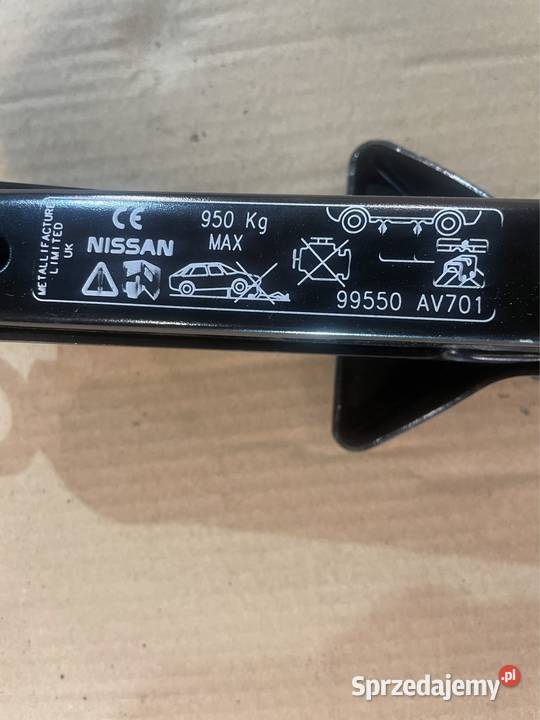 METALLIFACTURE
LIMITED
UK
CE
NISSAN
950 Kg
MAX
99550 AV701
Sprzedajemy.pl